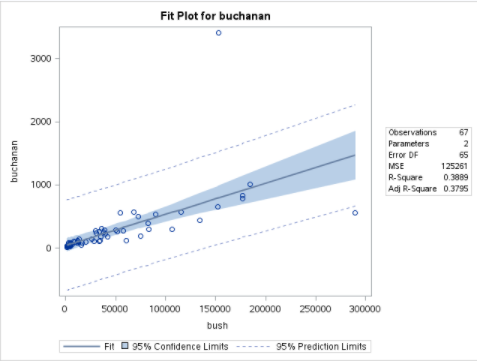 Fit Plot for buchanan
3000
2000
1000
0
buchanan
0 50000 100000 150000 200000 250000 300000
bush
Observations 67
Parameters 2
Error DF 65
MSE 125261
R-Square 0.3889
Adj R-Square 0.3795
Fit 95% Confidence Limits 95% Prediction Limits